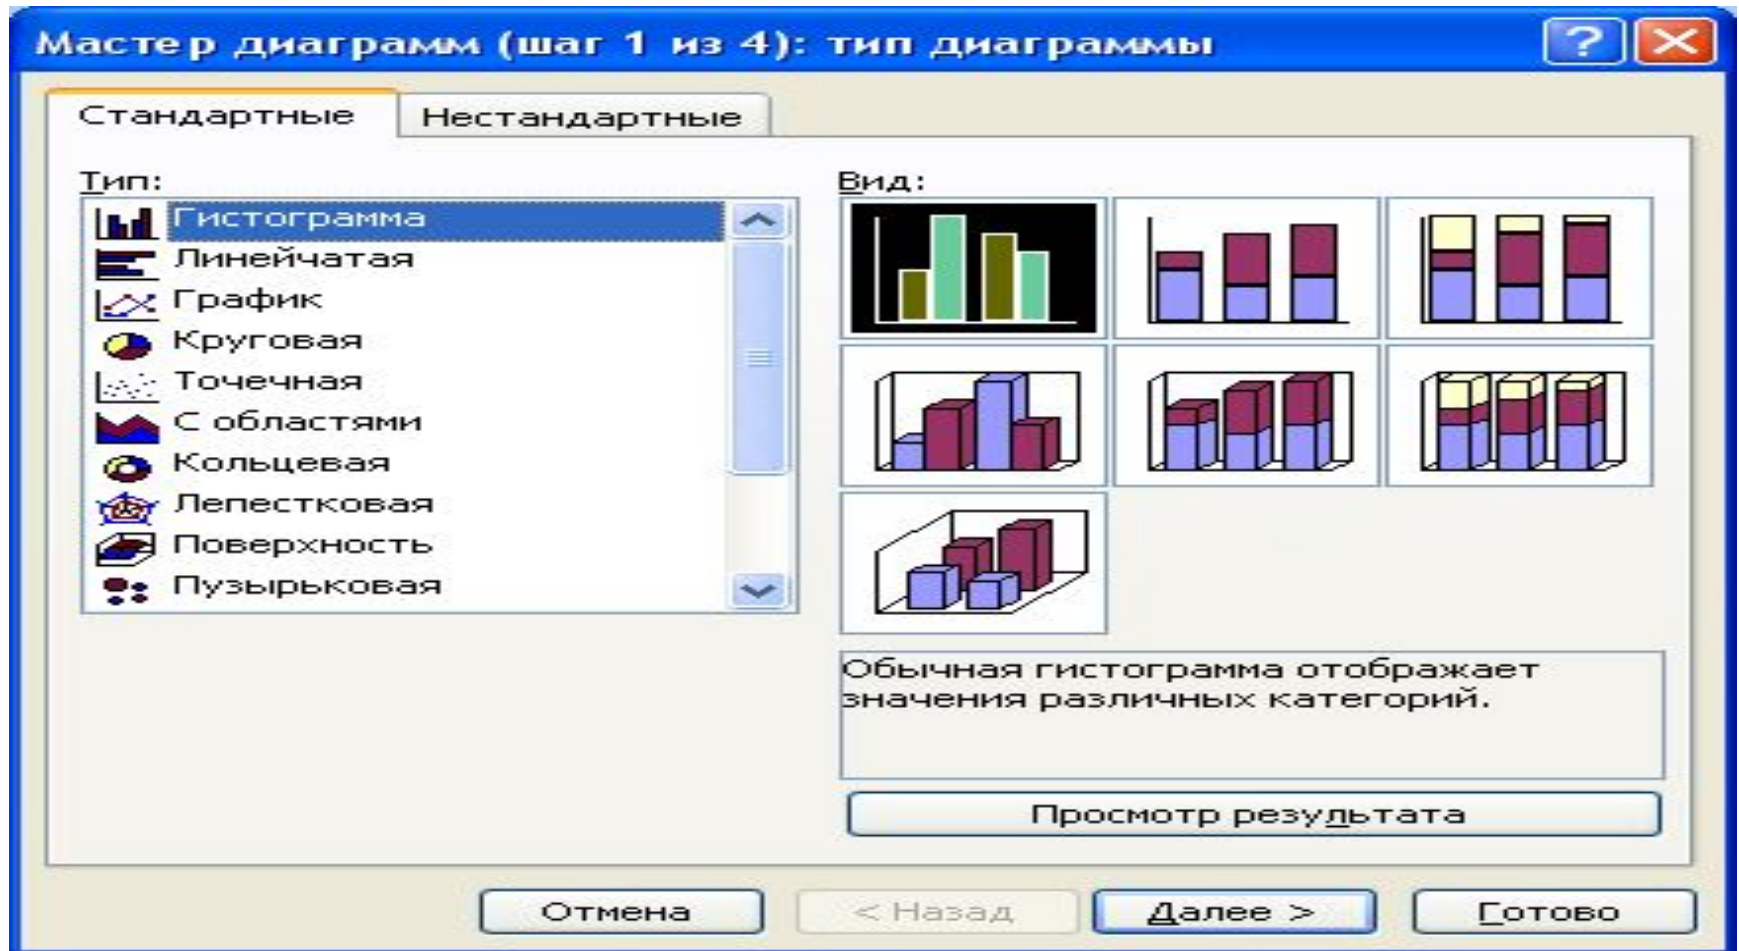 Мастер диаграмм (шаг 1 из 4): тип диаграммы
Стандартные
Нестандартные
Тип:
Гистограмма
Линейчатая
График
Круговая
Точечная
С областями
Кольцевая
Лепестковая
Поверхность
Пузырьковая
Вид:
Обычная гистограмма отображает
значения различных категорий.
Просмотр результата
Отмена
< Назад
Далее >
Готово